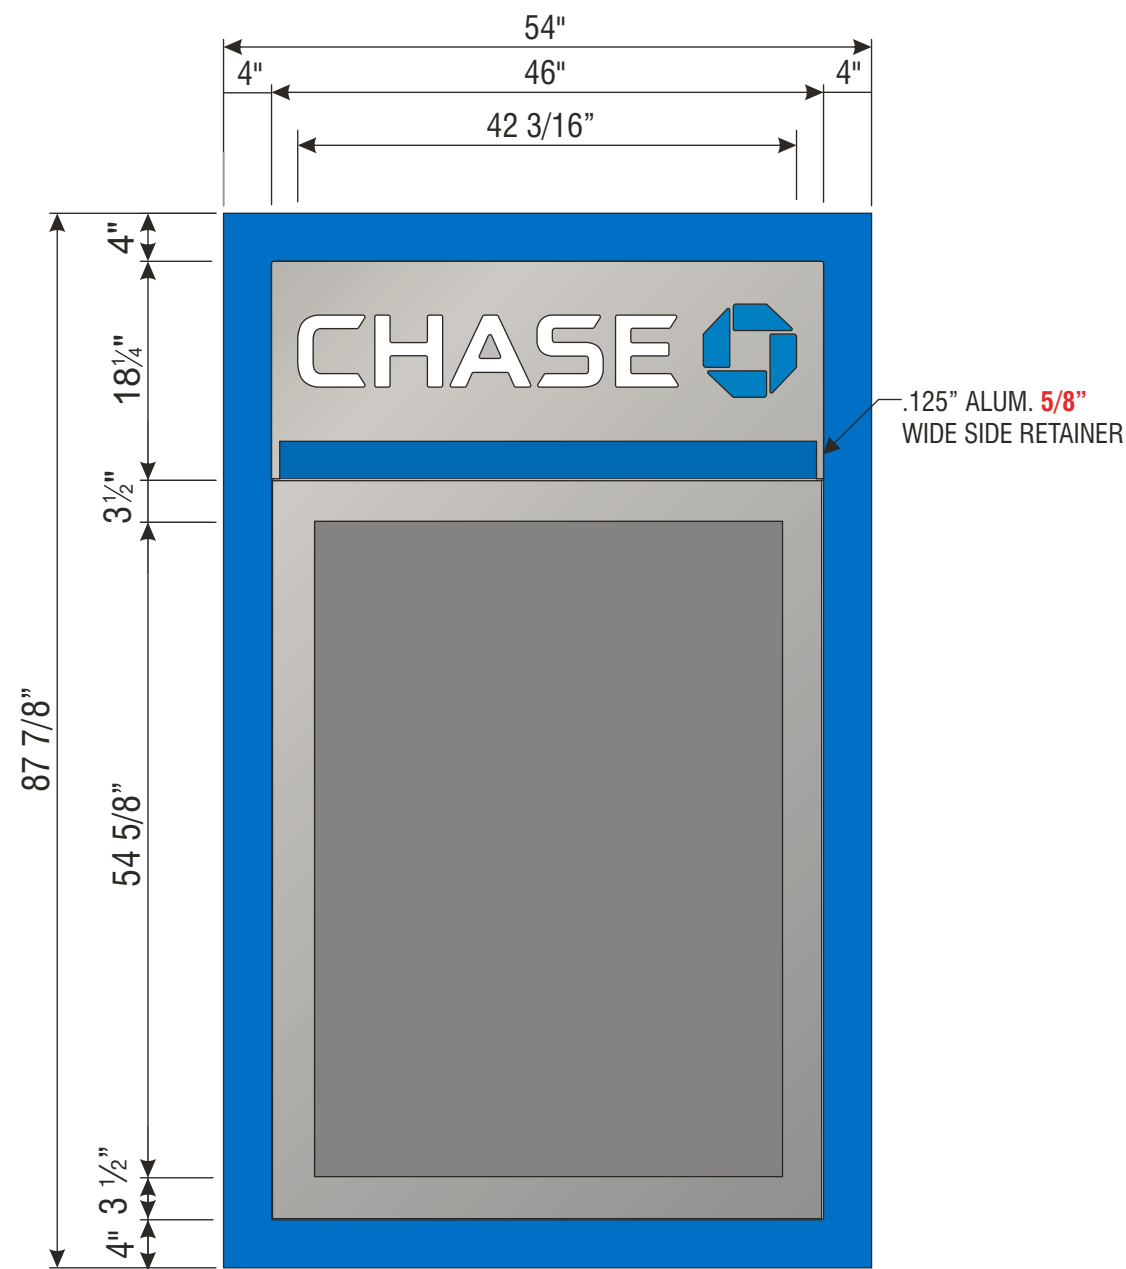 54"
4" 46" 4"
42 3/16”
4"
CHASE
18¼"
.125” ALUM. 5/8”
WIDE SIDE RETAINER
3½"
87 7/8”
54 5/8”
3 ½”
4"